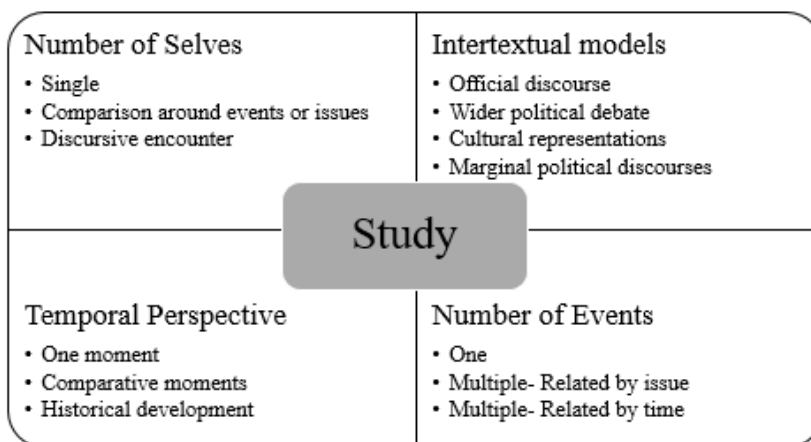 Number of Selves
• Single
• Comparison around events or issues
• Discursive encounter
Intertextual models
• Official discourse
• Wider political debate
• Cultural representations
• Marginal political discourses
Study
Temporal Perspective
• One moment
• Comparative moments
• Historical development
Number of Events
• One
• Multiple- Related by issue
• Multiple- Related by time